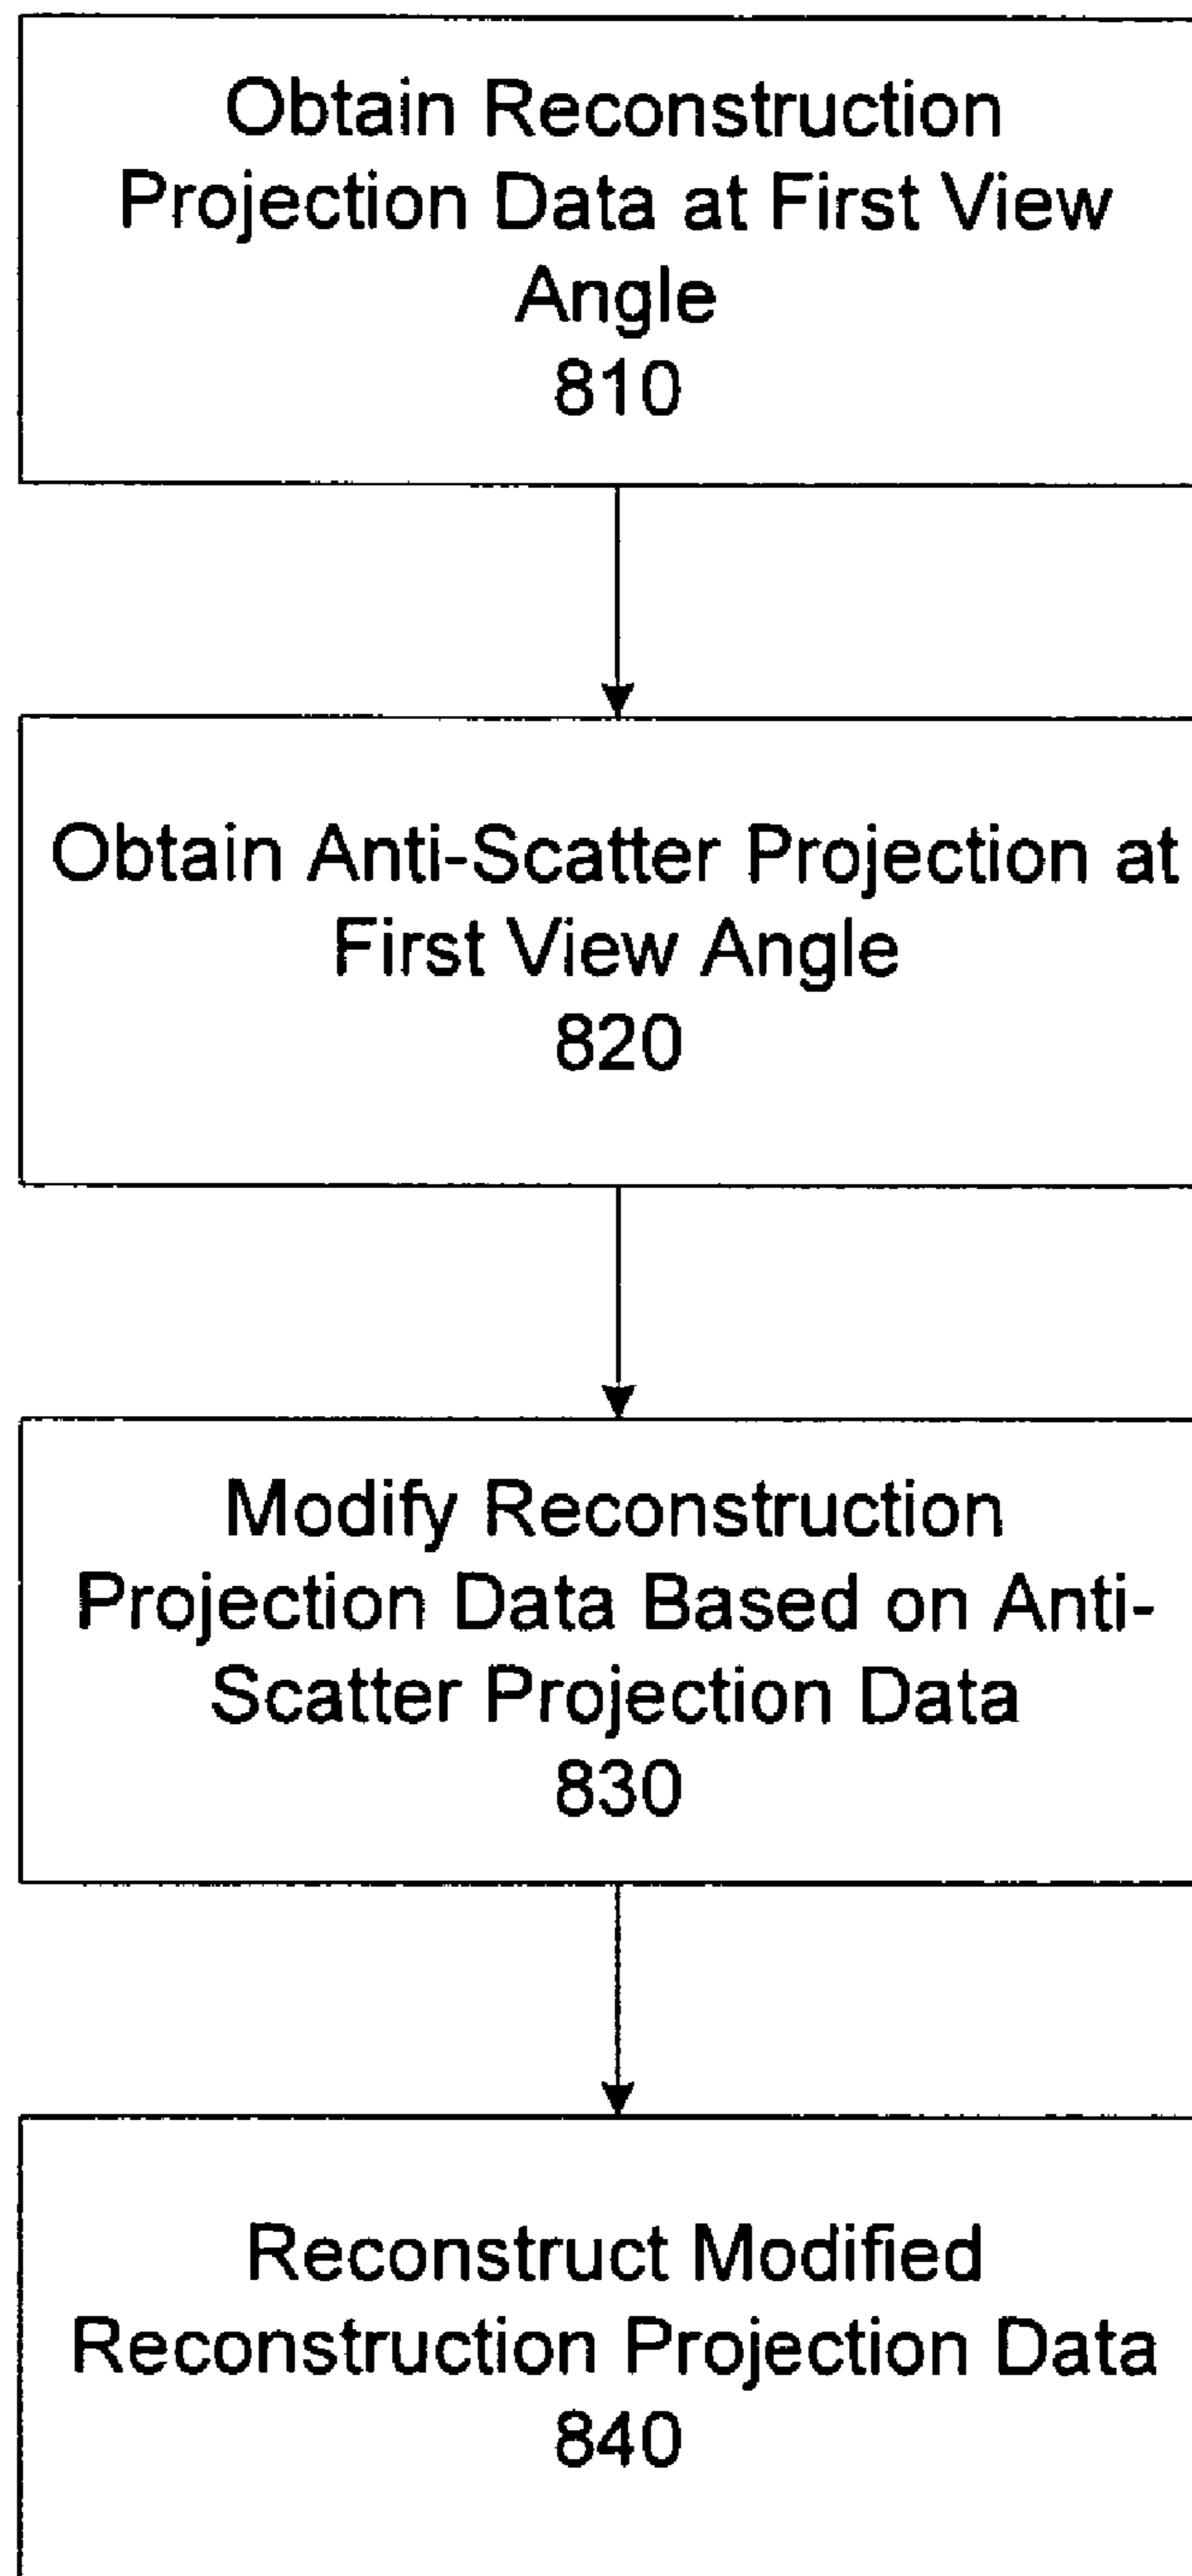 Obtain Reconstruction
Projection Data at First View
Angle
810
Obtain Anti-Scatter Projection at
First View Angle
820
Modify Reconstruction
Projection Data Based on Anti-
Scatter Projection Data
830
Reconstruct Modified
Reconstruction Projection Data
840